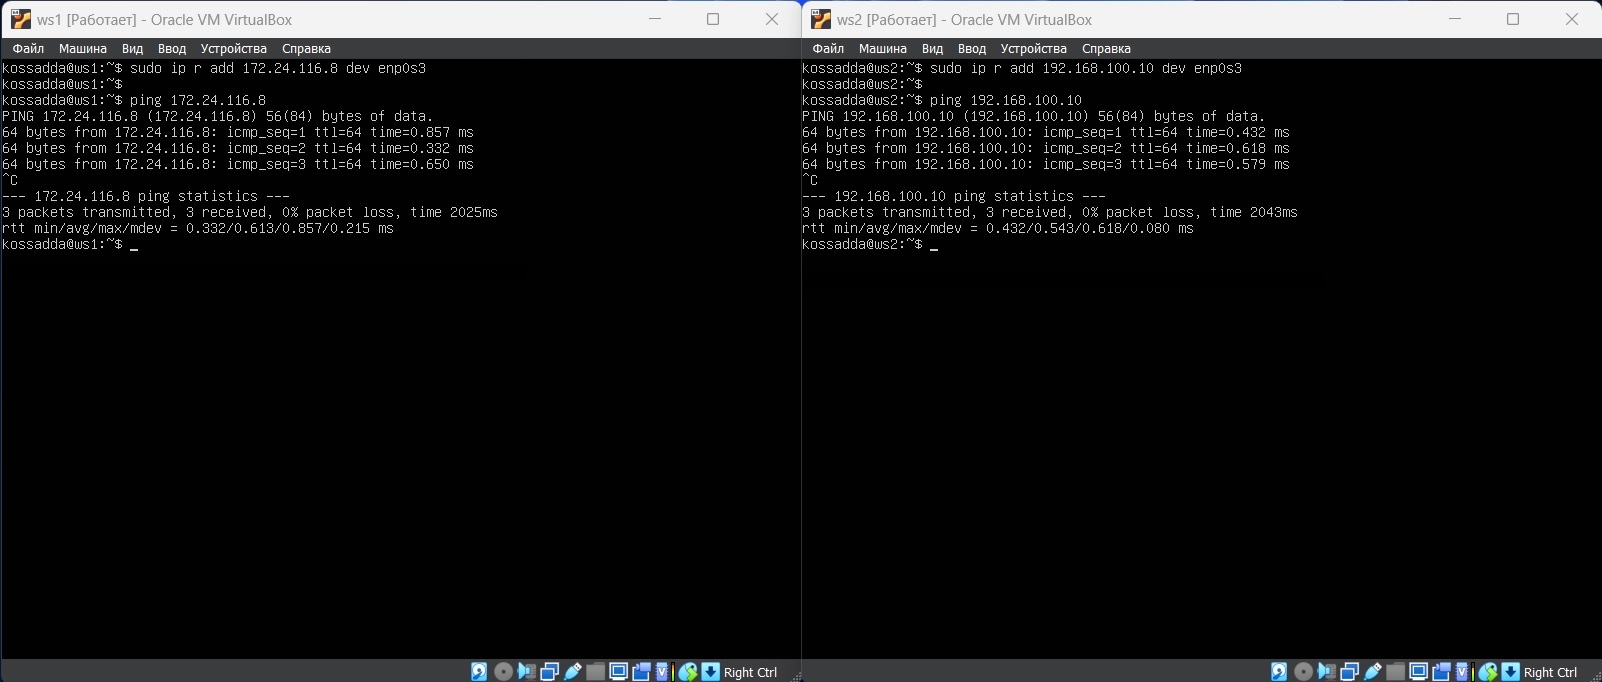 ws1 [Работает] - Oracle VM VirtualBox
Файл Машина Вид Ввод Устройства Справка
kossadda@ws1:~$ sudo ip r add 172.24.116.8 dev enp0s3
kossadda@ws1:~$
kossadda@ws1:~$ ping 172.24.116.8
PING 172.24.116.8 (172.24.116.8) 56(84) bytes of data.
64 bytes from 172.24.116.8: icmp_seq=1 ttl=64 time=0.857 ms
64 bytes from 172.24.116.8: icmp_seq=2 ttl=64 time=0.332 ms
64 bytes from 172.24.116.8: icmp_seq=3 ttl=64 time=0.650 ms
^C
--- 172.24.116.8 ping statistics ---
3 packets transmitted, 3 received, 0% packet loss, time 2025ms
rtt min/avg/max/mdev = 0.332/0.613/0.857/0.215 ms
kossadda@ws1:~$ _
Right Ctrl
ws2 [Работает] - Oracle VM VirtualBox
Файл Машина Вид Ввод Устройства Справка
kossadda@ws2:~$ sudo ip r add 192.168.100.10 dev enp0s3
kossadda@ws2:~$
kossadda@ws2:~$ ping 192.168.100.10
PING 192.168.100.10 (192.168.100.10) 56(84) bytes of data.
64 bytes from 192.168.100.10: icmp_seq=1 ttl=64 time=0.432 ms
64 bytes from 192.168.100.10: icmp_seq=2 ttl=64 time=0.618 ms
64 bytes from 192.168.100.10: icmp_seq=3 ttl=64 time=0.579 ms
^C
--- 192.168.100.10 ping statistics ---
3 packets transmitted, 3 received, 0% packet loss, time 2043ms
rtt min/avg/max/mdev = 0.432/0.543/0.618/0.080 ms
kossadda@ws2:~$ _
Right Ctrl